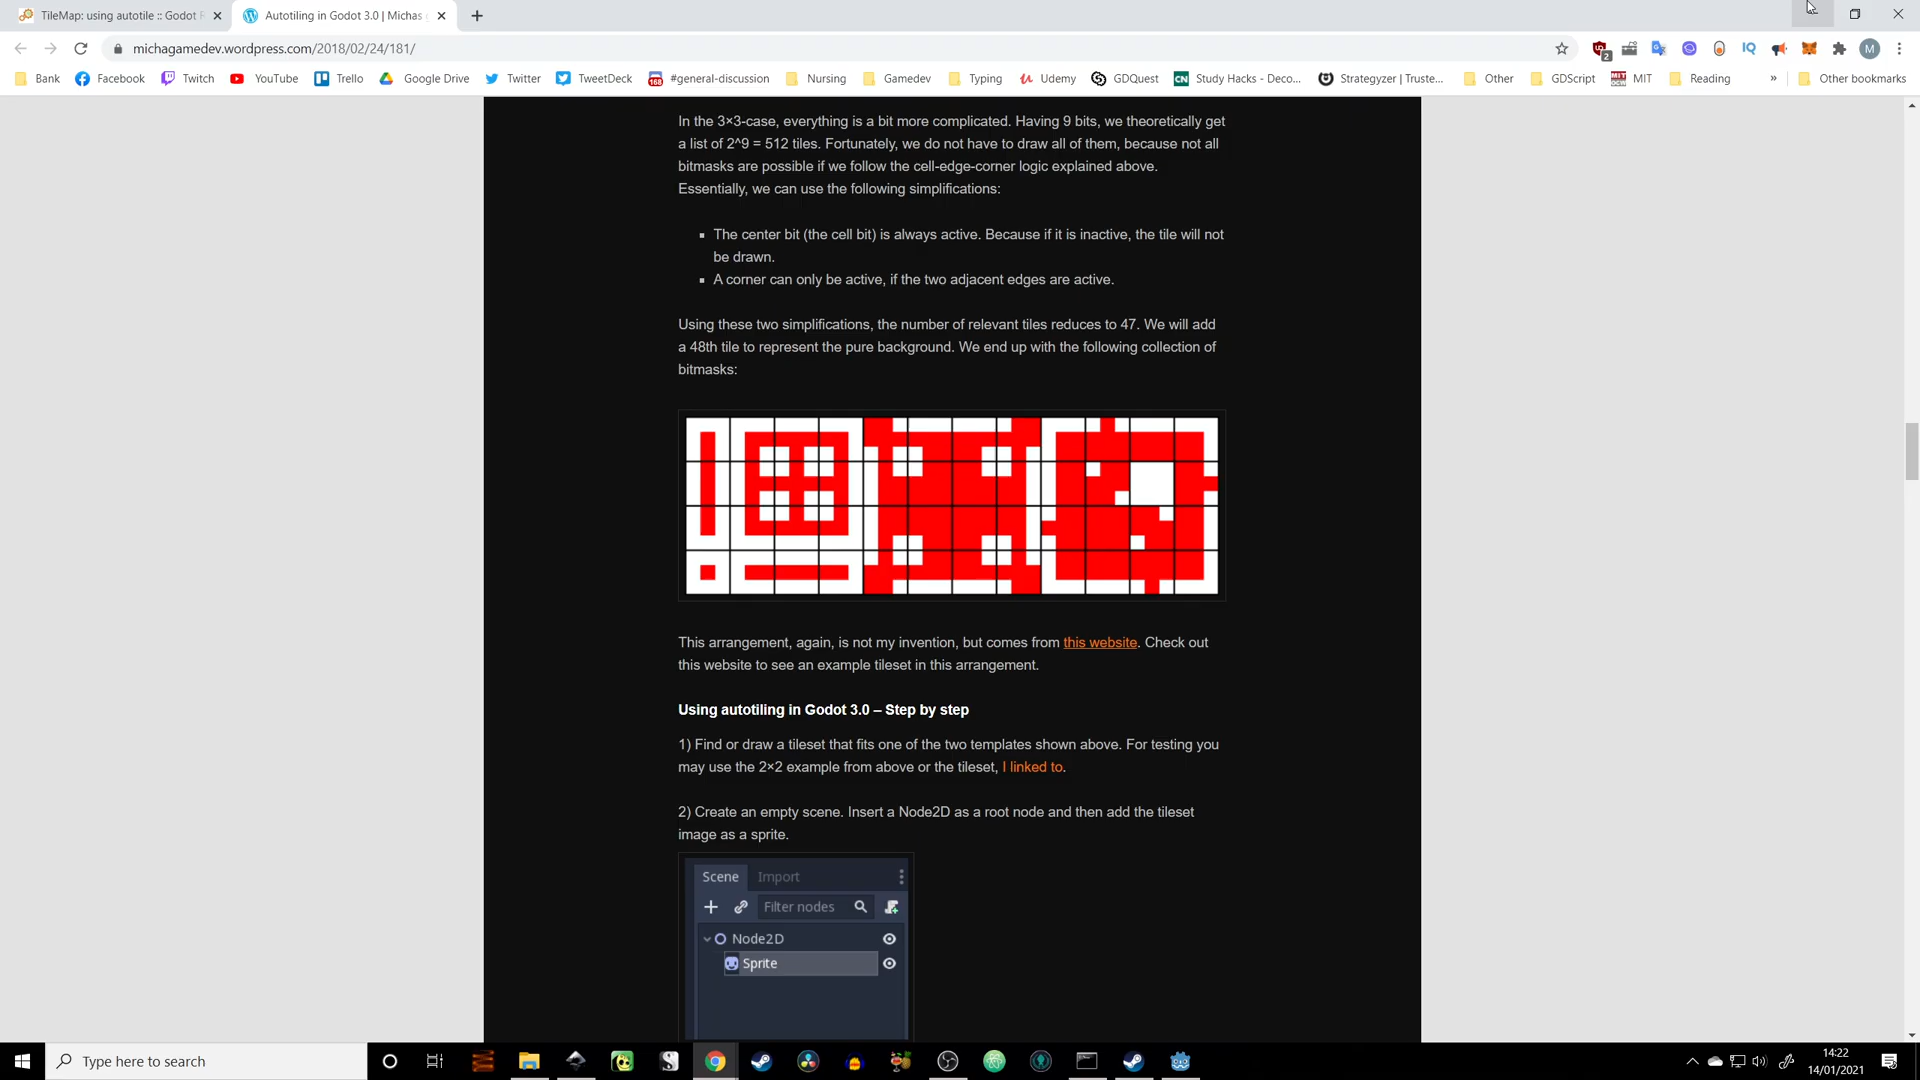 TileMap: using autotile :: Godot
Autotiling in Godot 3.0 | Michas
michagamedev.wordpress.com/2018/02/24/181/
Bank Facebook Twitch YouTube Trello Google Drive Twitter TweetDeck #general-discussion Nursing Gamedev Typing Udemy GDQuest Study Hacks - Deco... Strategyzer | Truste... Other GDScript MIT Reading » Other bookmarks
In the 3×3-case, everything is a bit more complicated. Having 9 bits, we theoretically get
a list of 2^9 = 512 tiles. Fortunately, we do not have to draw all of them, because not all
bitmasks are possible if we follow the cell-edge-corner logic explained above.
Essentially, we can use the following simplifications:
The center bit (the cell bit) is always active. Because if it is inactive, the tile will not
be drawn.
A corner can only be active, if the two adjacent edges are active.
Using these two simplifications, the number of relevant tiles reduces to 47. We will add
a 48th tile to represent the pure background. We end up with the following collection of
bitmasks:
This arrangement, again, is not my invention, but comes from this website. Check out
this website to see an example tileset in this arrangement.
Using autotiling in Godot 3.0 – Step by step
1) Find or draw a tileset that fits one of the two templates shown above. For testing you
may use the 2×2 example from above or the tileset, I linked to.
2) Create an empty scene. Insert a Node2D as a root node and then add the tileset
image as a sprite.
Scene Import
Filter nodes
Node2D
Sprite
Type here to search
14:22
14/01/2021